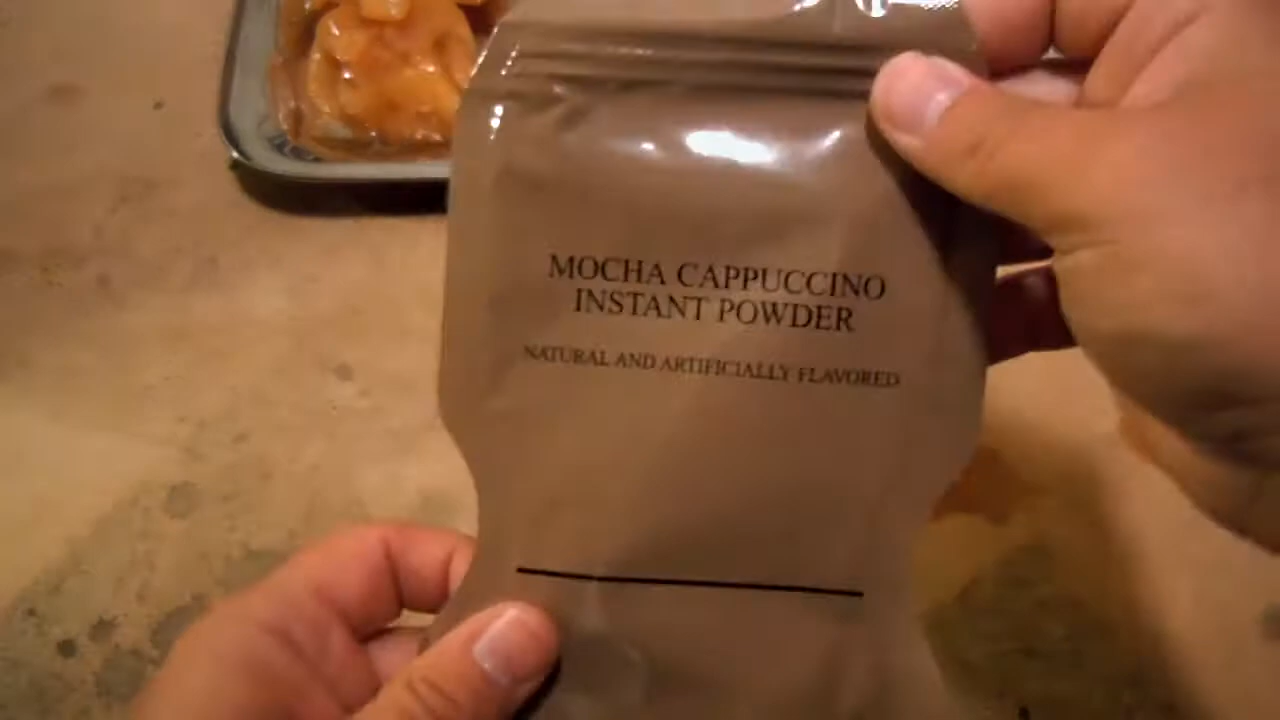 MOCHA CAPPUCCINO
INSTANT POWDER
NATURAL AND ARTIFICIALLY FLAVORED